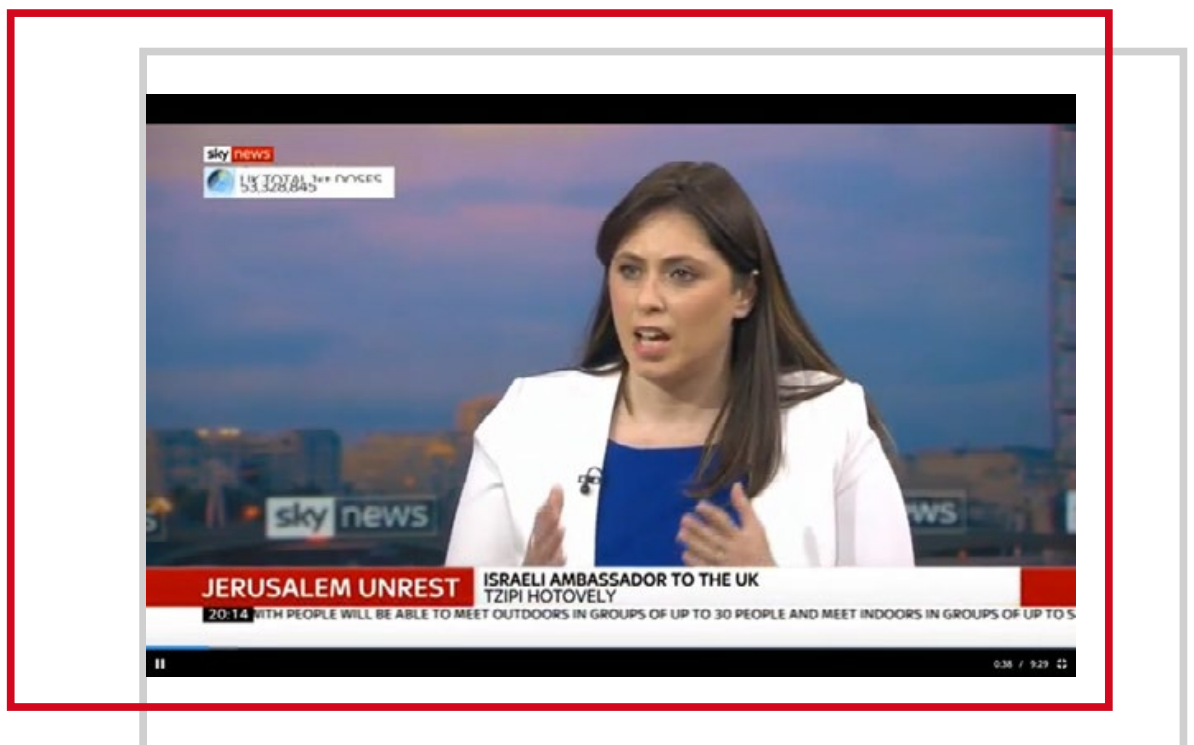 sky news
UK TOTAL 1st DOSES
53,328,845
sky news
ws
JERUSALEM UNREST
ISRAELI AMBASSADOR TO THE UK
TZIPI HOTOVELY
20:14 WITH PEOPLE WILL BE ABLE TO MEET OUTDOORS IN GROUPS OF UP TO 30 PEOPLE AND MEET INDOORS IN GROUPS OF UP TO
0:38 / 9:29